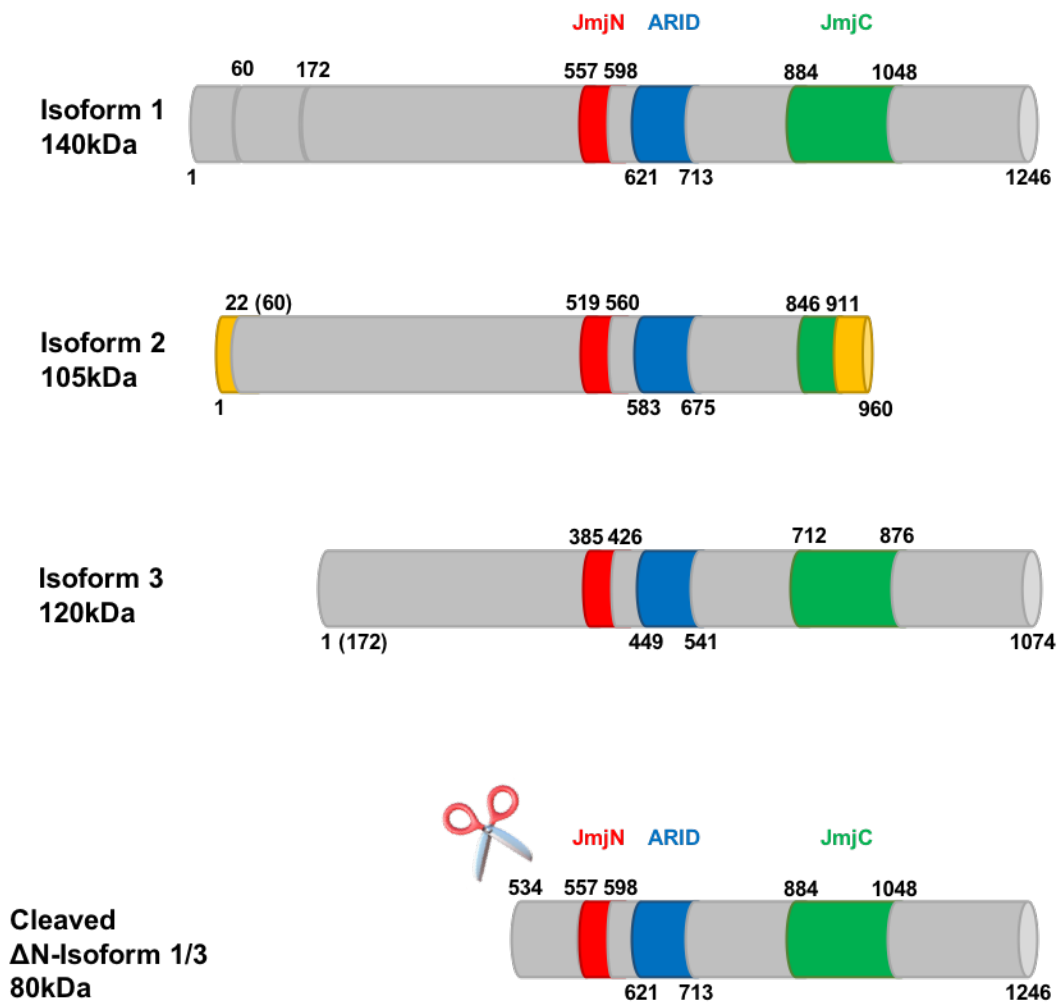 JmjN ARID JmjC
60 172 557 598 884 1048
Isoform 1
140kDa
1 621 713 1246
22 (60) 519 560 846 911
Isoform 2
105kDa
1 583 675 960
385 426 712 876
Isoform 3
120kDa
1 (172) 449 541 1074
JmjN ARID JmjC
534 557 598 884 1048
Cleaved
ΔN-Isoform 1/3
80kDa
621 713 1246